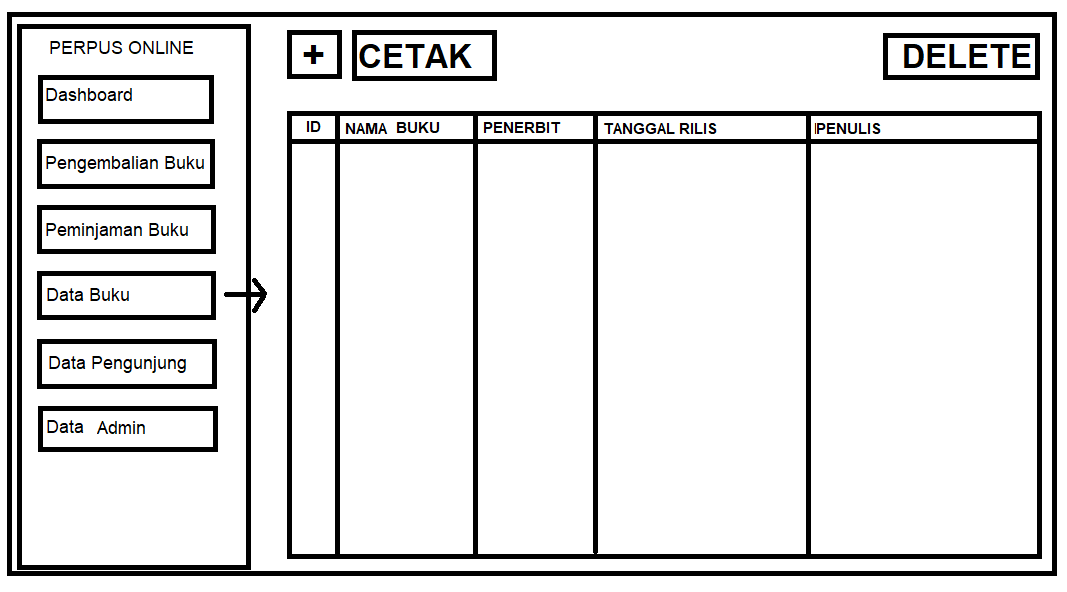 PERPUS ONLINE
Dashboard
Pengembalian Buku
Peminjaman Buku
Data Buku
Data Pengunjung
Data Admin
+ CETAK DELETE
ID NAMA BUKU PENERBIT TANGGAL RILIS PENULIS